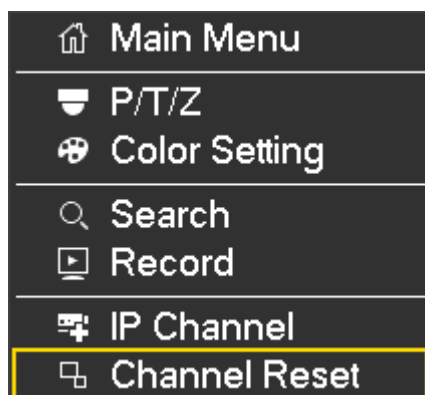 Main Menu
P/T/Z
Color Setting
Search
Record
IP Channel
Channel Reset